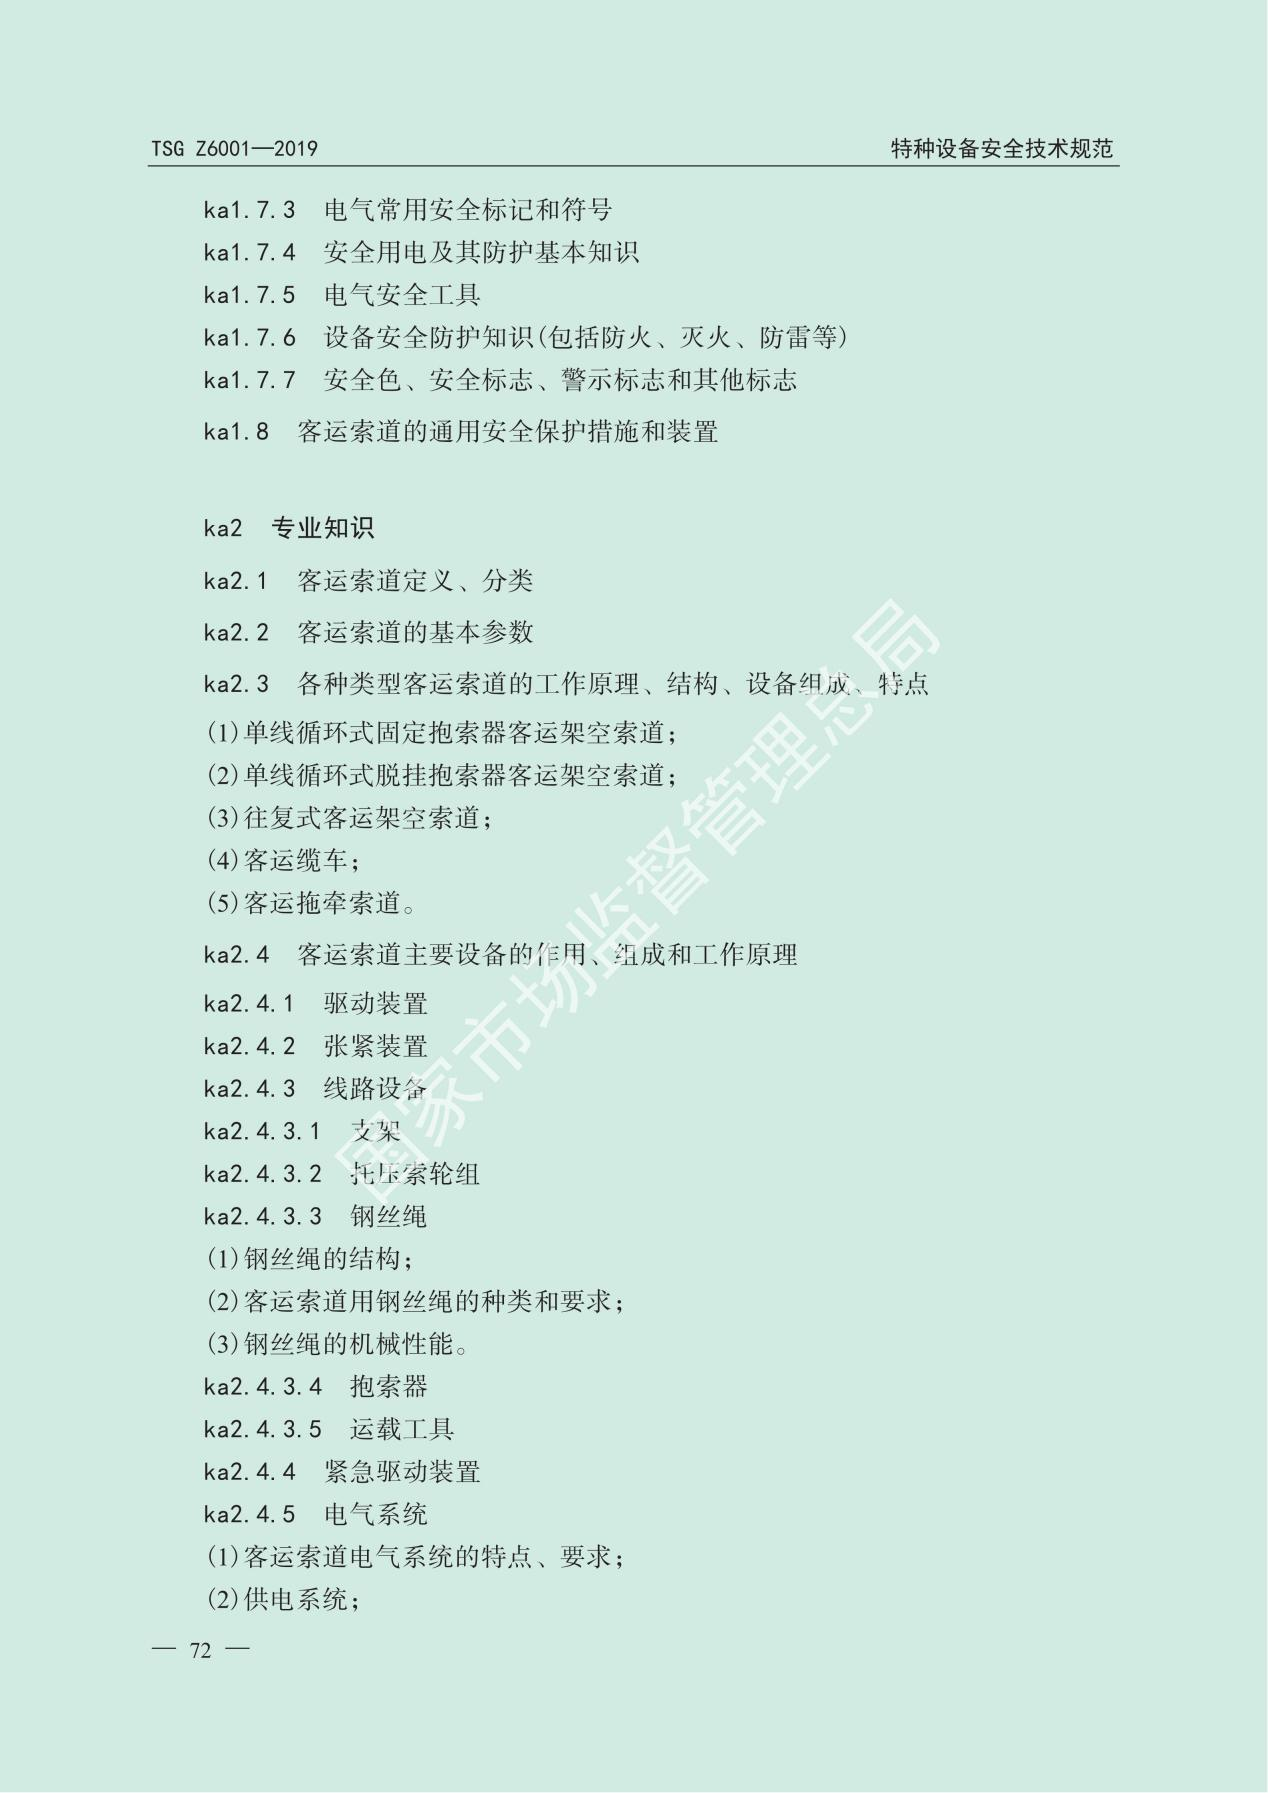 TSG Z6001—2019 特种设备安全技术规范
ka1.7.3 电气常用安全标记和符号
ka1.7.4 安全用电及其防护基本知识
ka1.7.5 电气安全工具
ka1.7.6 设备安全防护知识(包括防火、灭火、防雷等)
ka1.7.7 安全色、安全标志、警示标志和其他标志
ka1.8 客运索道的通用安全保护措施和装置
ka2 专业知识
ka2.1 客运索道定义、分类
ka2.2 客运索道的基本参数
ka2.3 各种类型客运索道的工作原理、结构、设备组成、特点
(1)单线循环式固定抱索器客运架空索道;
(2)单线循环式脱挂抱索器客运架空索道;
(3)往复式客运架空索道;
(4)客运缆车;
(5)客运拖牵索道。
ka2.4 客运索道主要设备的作用、组成和工作原理
ka2.4.1 驱动装置
ka2.4.2 张紧装置
ka2.4.3 线路设备
ka2.4.3.1 支架
ka2.4.3.2 托压索轮组
ka2.4.3.3 钢丝绳
(1)钢丝绳的结构;
(2)客运索道用钢丝绳的种类和要求;
(3)钢丝绳的机械性能。
ka2.4.3.4 抱索器
ka2.4.3.5 运载工具
ka2.4.4 紧急驱动装置
ka2.4.5 电气系统
(1)客运索道电气系统的特点、要求;
(2)供电系统;
— 72 —
国家市场监督管理总局